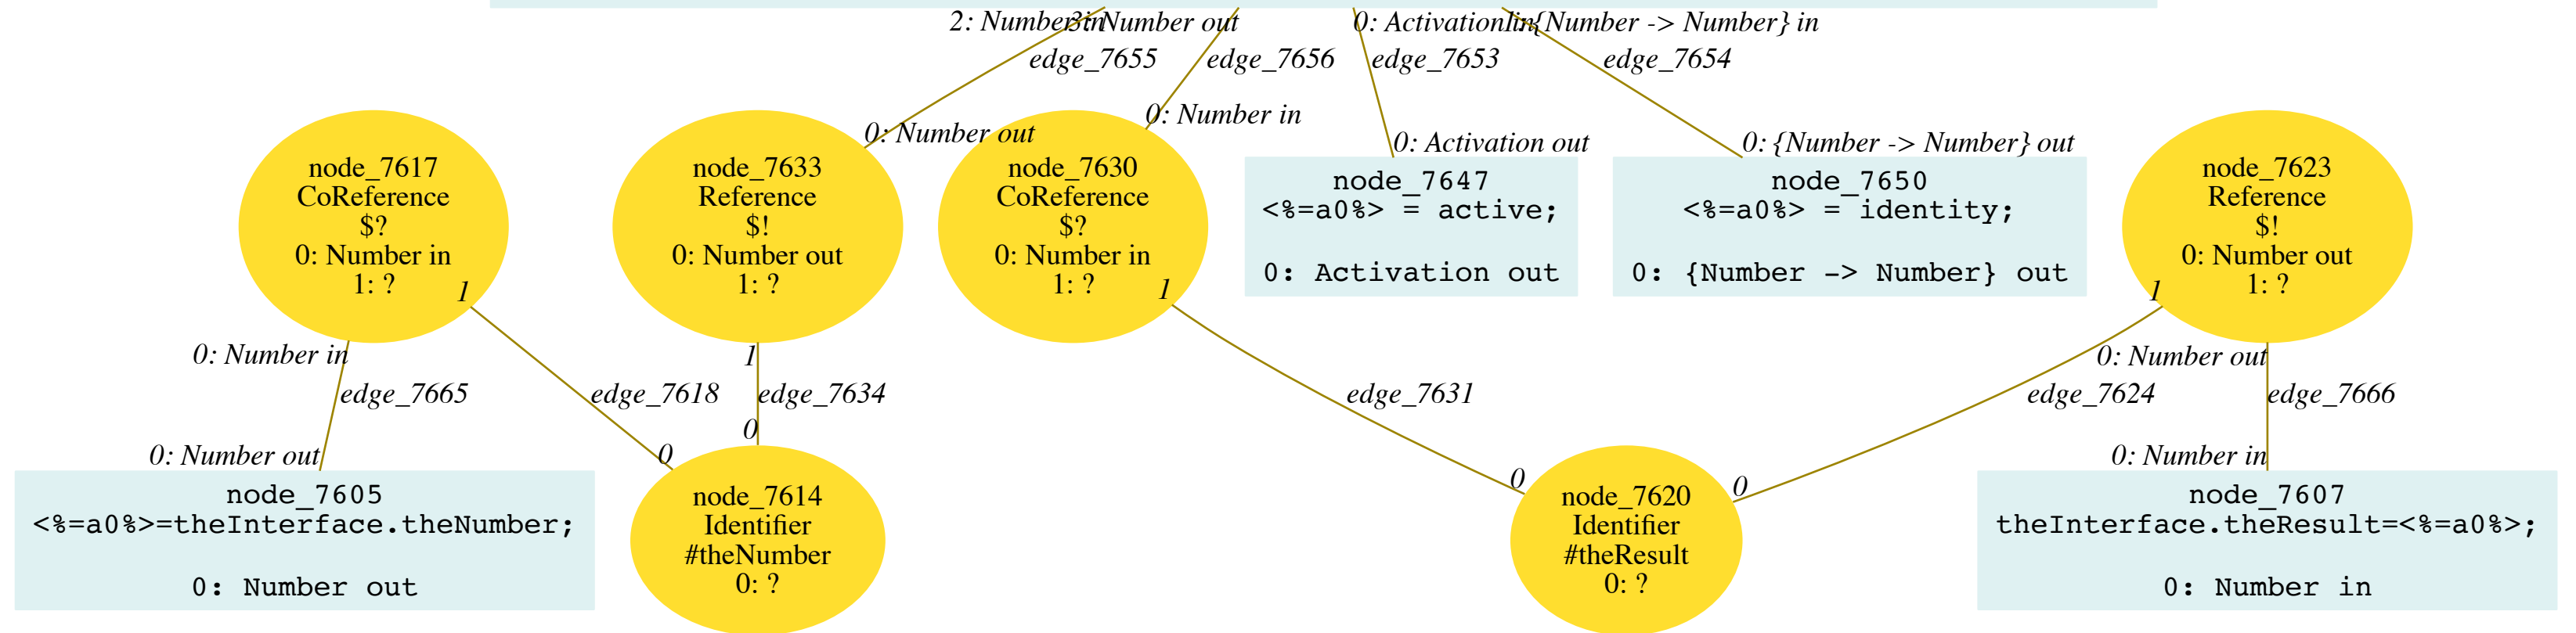 2: Number in
3: Number out
0: Activation in
1: {Number -> Number} in
edge_7655
edge_7656
edge_7653
edge_7654
0: Number out
0: Number in
0: Activation out
0: {Number -> Number} out
node_7617
CoReference
$?
0: Number in
1: ?
1
node_7633
Reference
$!
0: Number out
1: ?
1
node_7630
CoReference
$?
0: Number in
1: ?
1
node_7647
<%=a0%> = active;
0: Activation out
node_7650
<%=a0%> = identity;
0: {Number -> Number} out
node_7623
Reference
$!
0: Number out
1: ?
1
0: Number in
0: Number out
edge_7665
edge_7618
edge_7634
edge_7631
edge_7624
edge_7666
0: Number out
0
0
0
0
0: Number in
node_7605
<%=a0%>=theInterface.theNumber;
0: Number out
node_7614
Identifier
#theNumber
0: ?
node_7620
Identifier
#theResult
0: ?
node_7607
theInterface.theResult=<%=a0%>;
0: Number in